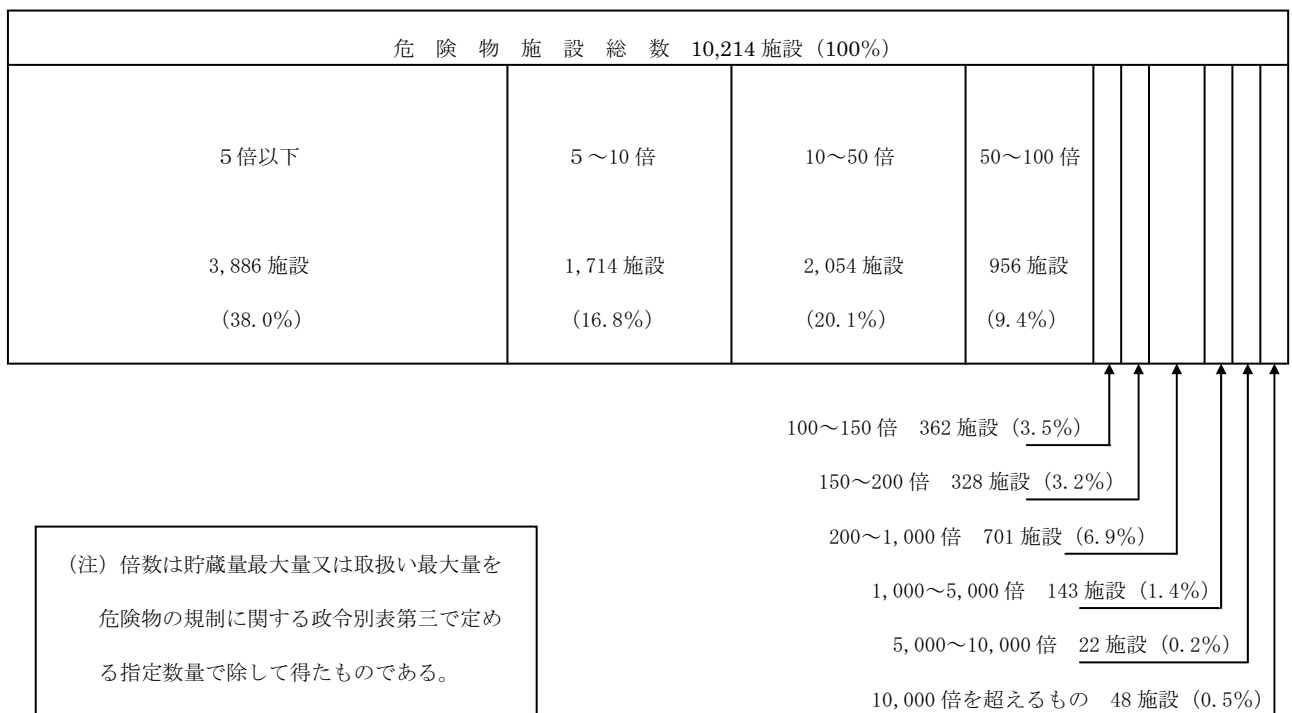 危 険 物 施 設 総 数 10,214 施設（100%）
5倍以下
3,886 施設
（38.0%）
5～10 倍
1,714 施設
（16.8%）
10～50 倍
2,054 施設
（20.1%）
50～100 倍
956 施設
（9.4%）
100～150 倍 362 施設（3.5%）
150～200 倍 328 施設（3.2%）
200～1,000 倍 701 施設（6.9%）
1,000～5,000 倍 143 施設（1.4%）
5,000～10,000 倍 22 施設（0.2%）
10,000 倍を超えるもの 48 施設（0.5%）
（注）倍数は貯蔵量最大量又は取扱い最大量を
危険物の規制に関する政令別表第三で定め
る指定数量で除して得たものである。